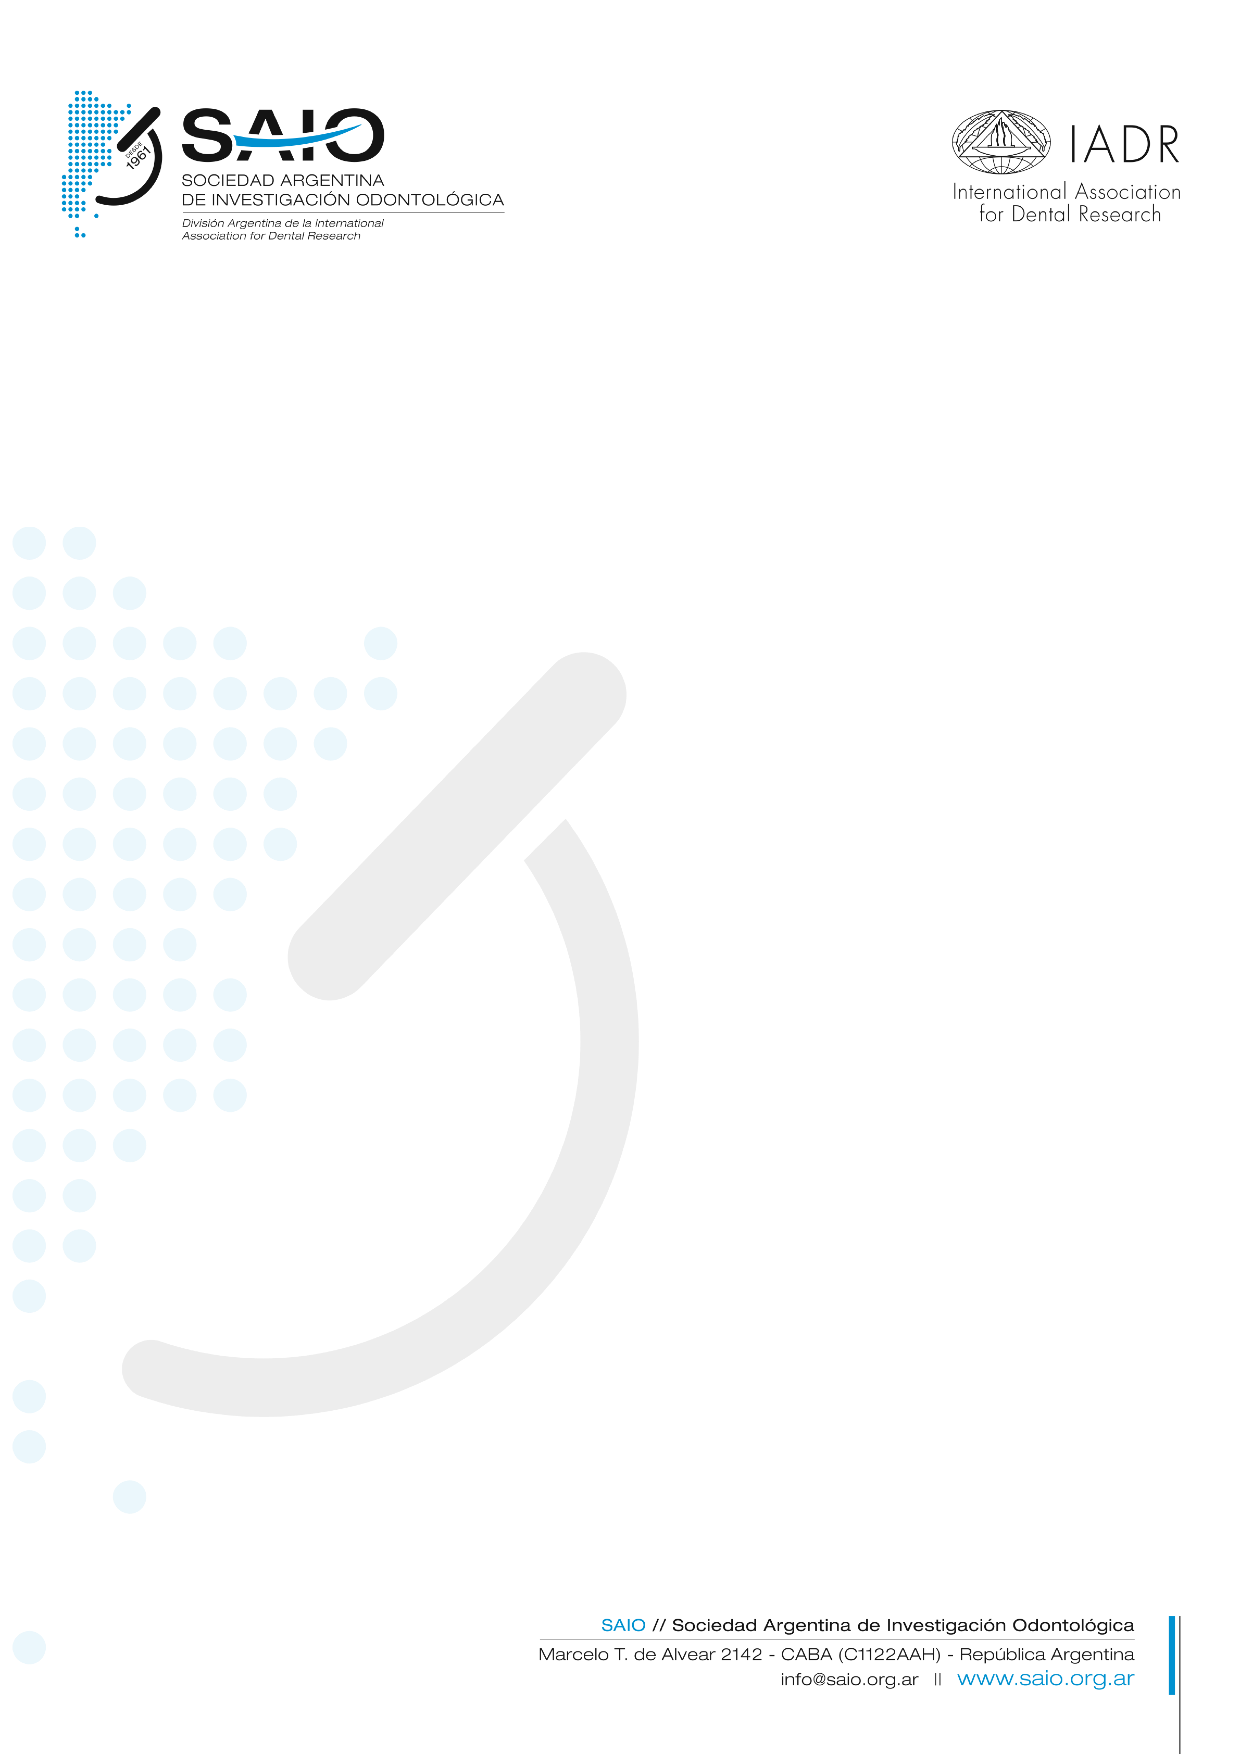 DESDE
1961
SAIO
SOCIEDAD ARGENTINA
DE INVESTIGACIÓN ODONTOLÓGICA
División Argentina de la International
Association for Dental Research
IADR
International Association
for Dental Research
SAIO // Sociedad Argentina de Investigación Odontológica
Marcelo T. de Alvear 2142 - CABA (C1122AAH) - República Argentina
info@saio.org.ar || www.saio.org.ar